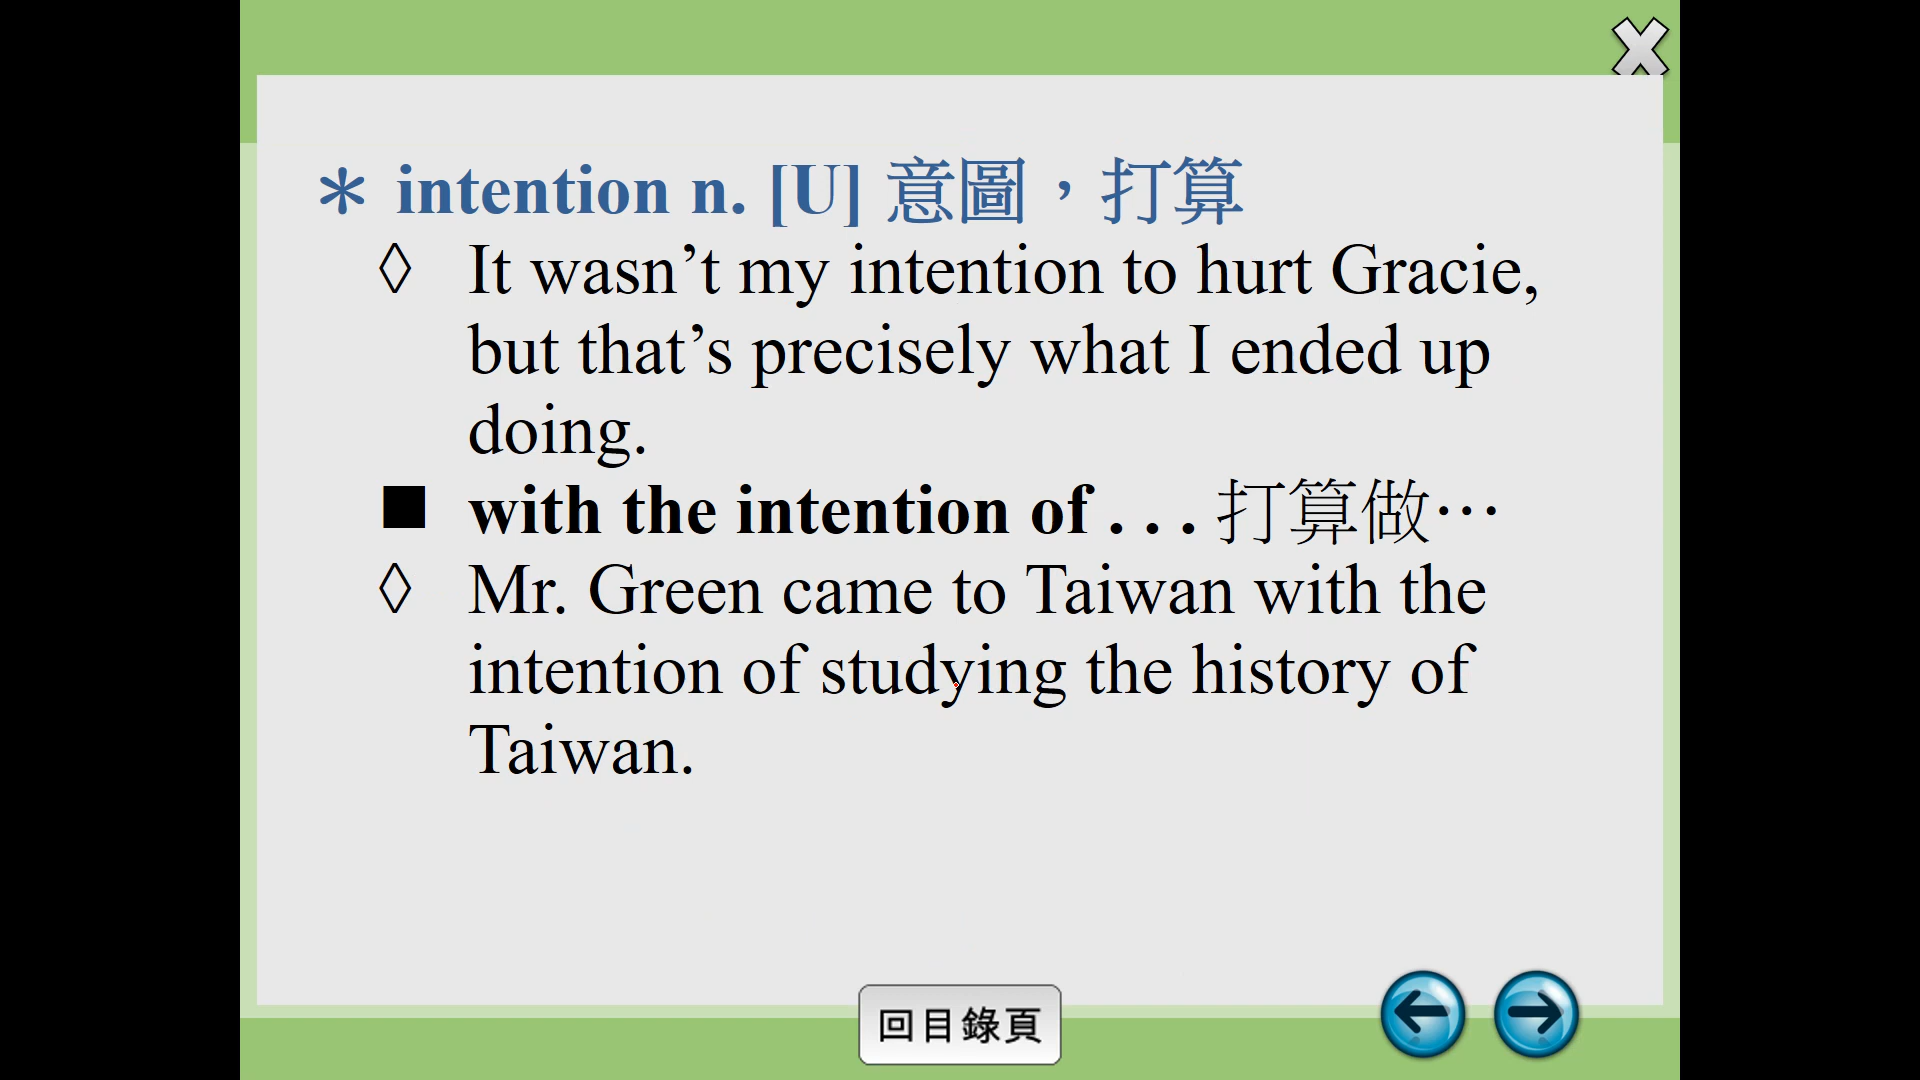 ＊ intention n. [U] 意圖，打算
◊ It wasn’t my intention to hurt Gracie,
but that’s precisely what I ended up
doing.
■ with the intention of . . . 打算做…
◊ Mr. Green came to Taiwan with the
intention of studying the history of
Taiwan.
回目錄頁